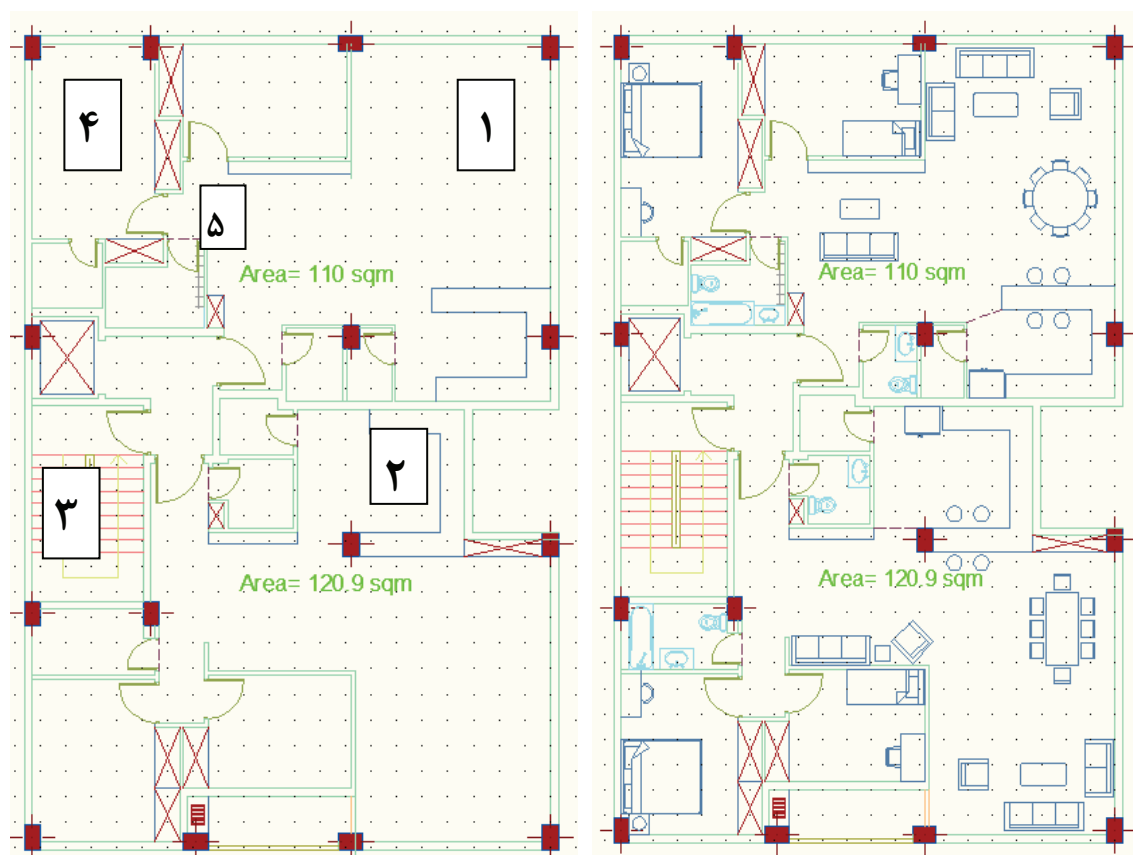 ۴
۱
۵
Area= 110 sqm
۲
۳
Area= 120.9 sqm
Area= 110 sqm
Area= 120.9 sqm